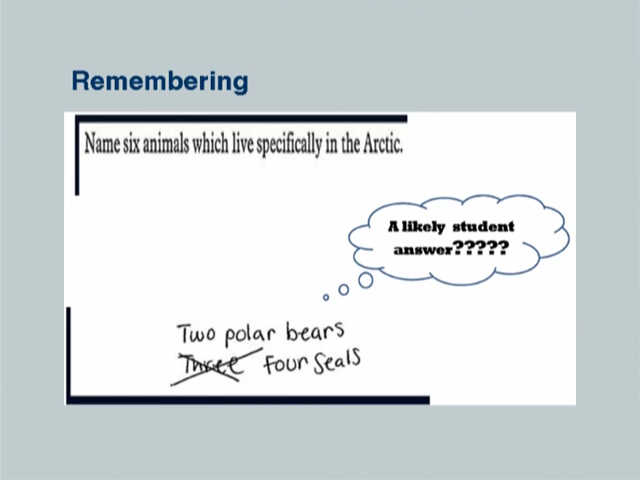 Remembering
Name six animals which live specifically in the Arctic.
A likely student
answer?????
Two polar bears
Three Four Seals